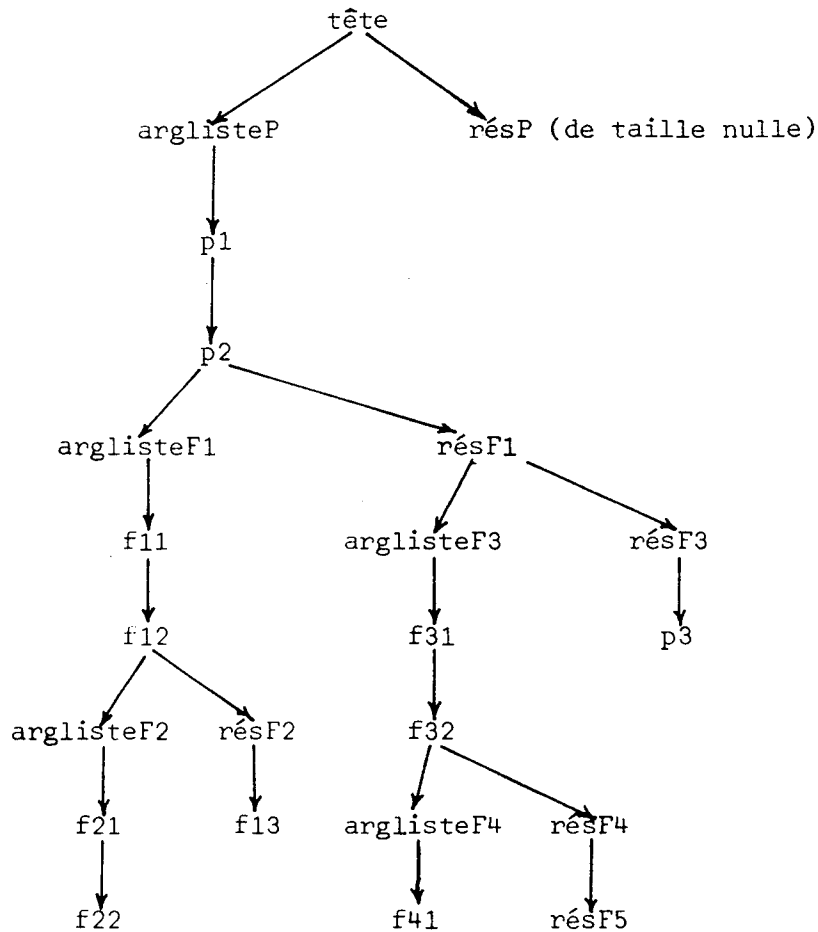 tête
arglisteP résP (de taille nulle)
p1
p2
arglisteF1 résF1
f11 arglisteF3 résF3
f12 f31 p3
arglisteF2 résF2 f32
f21 f13 arglisteF4 résF4
f22 f41 résF5